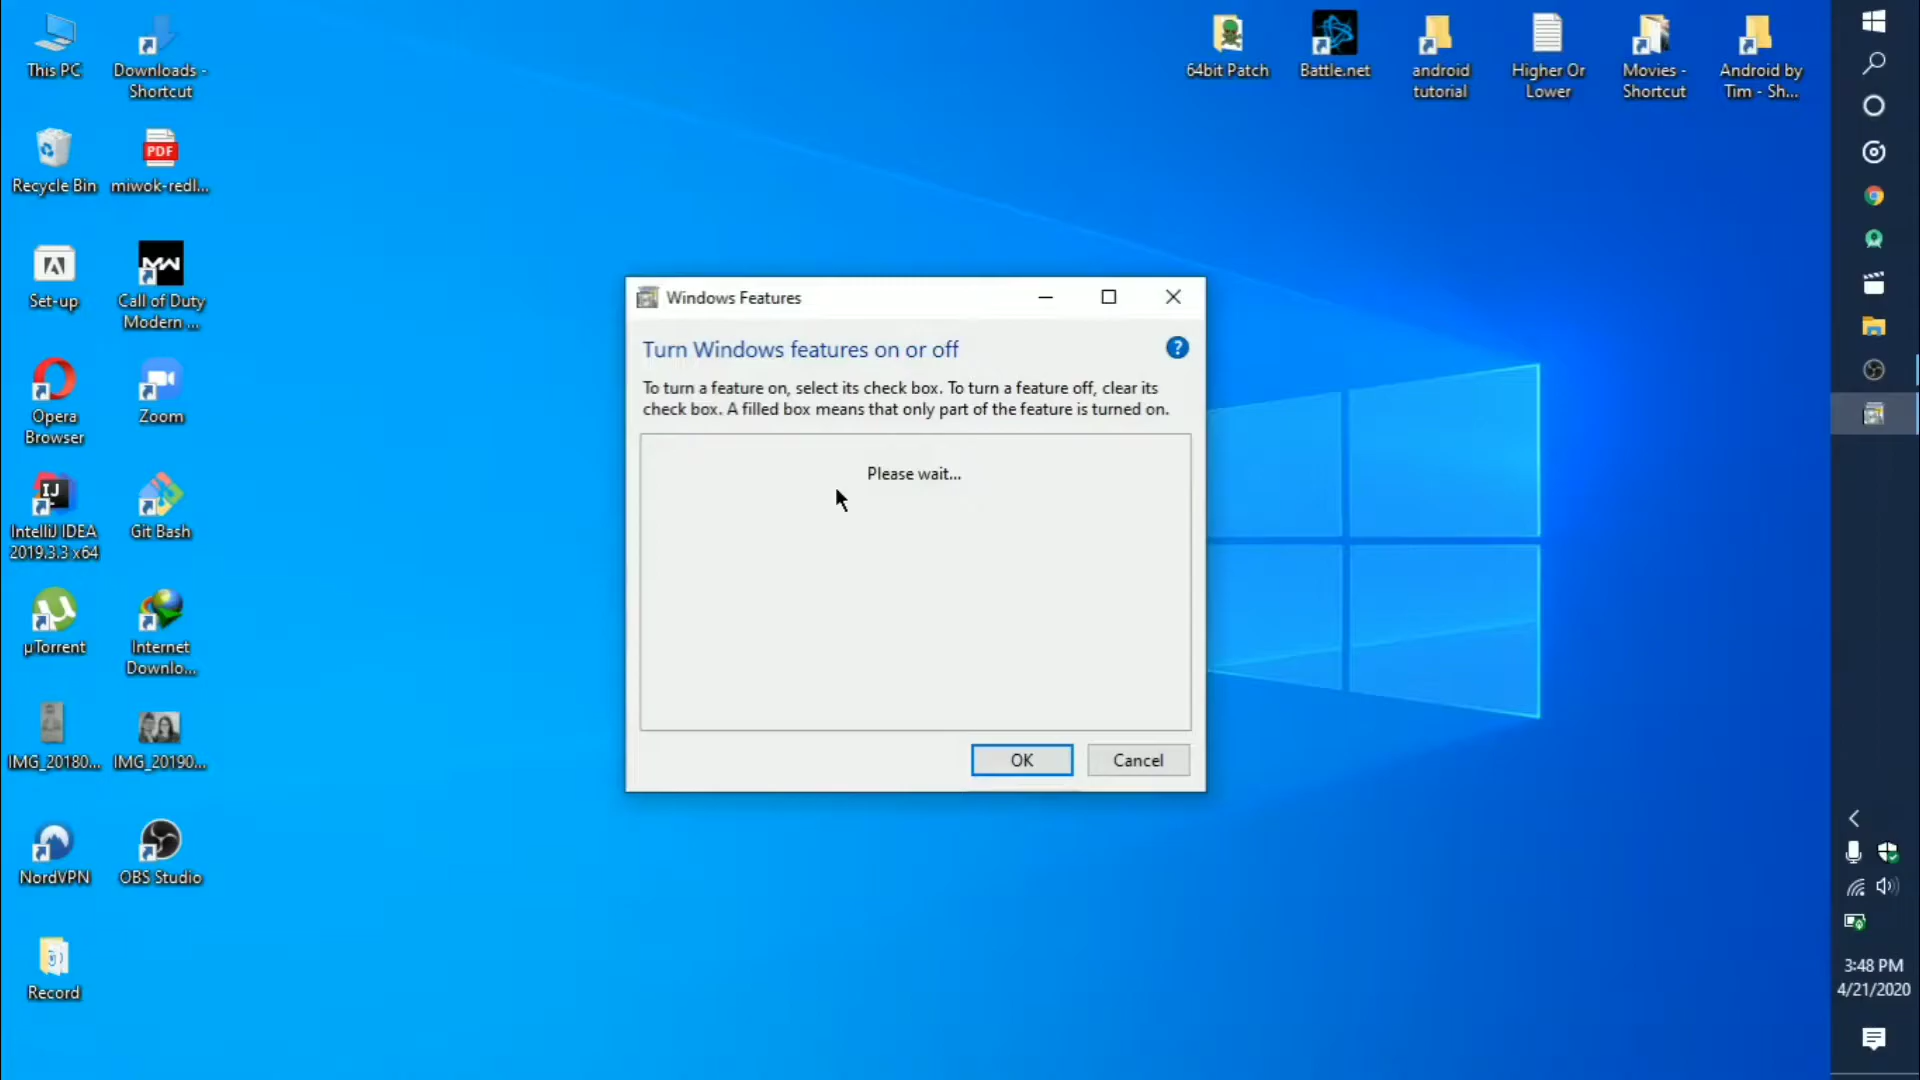 This PC
Downloads -
Shortcut
64bit Patch
Battle.net
android
tutorial
Higher Or
Lower
Movies -
Shortcut
Android by
Tim - Sh...
Recycle Bin
PDF
miwok-redl...
Set-up
MW
Call of Duty
Modern ...
Windows Features
Turn Windows features on or off
?
To turn a feature on, select its check box. To turn a feature off, clear its
check box. A filled box means that only part of the feature is turned on.
Please wait...
OK
Cancel
Opera
Browser
Zoom
IJ
IntelliJ IDEA
2019.3.3 x64
Git Bash
µTorrent
Internet
Downlo...
IMG_20180...
IMG_20190...
NordVPN
OBS Studio
Record
3:48 PM
4/21/2020